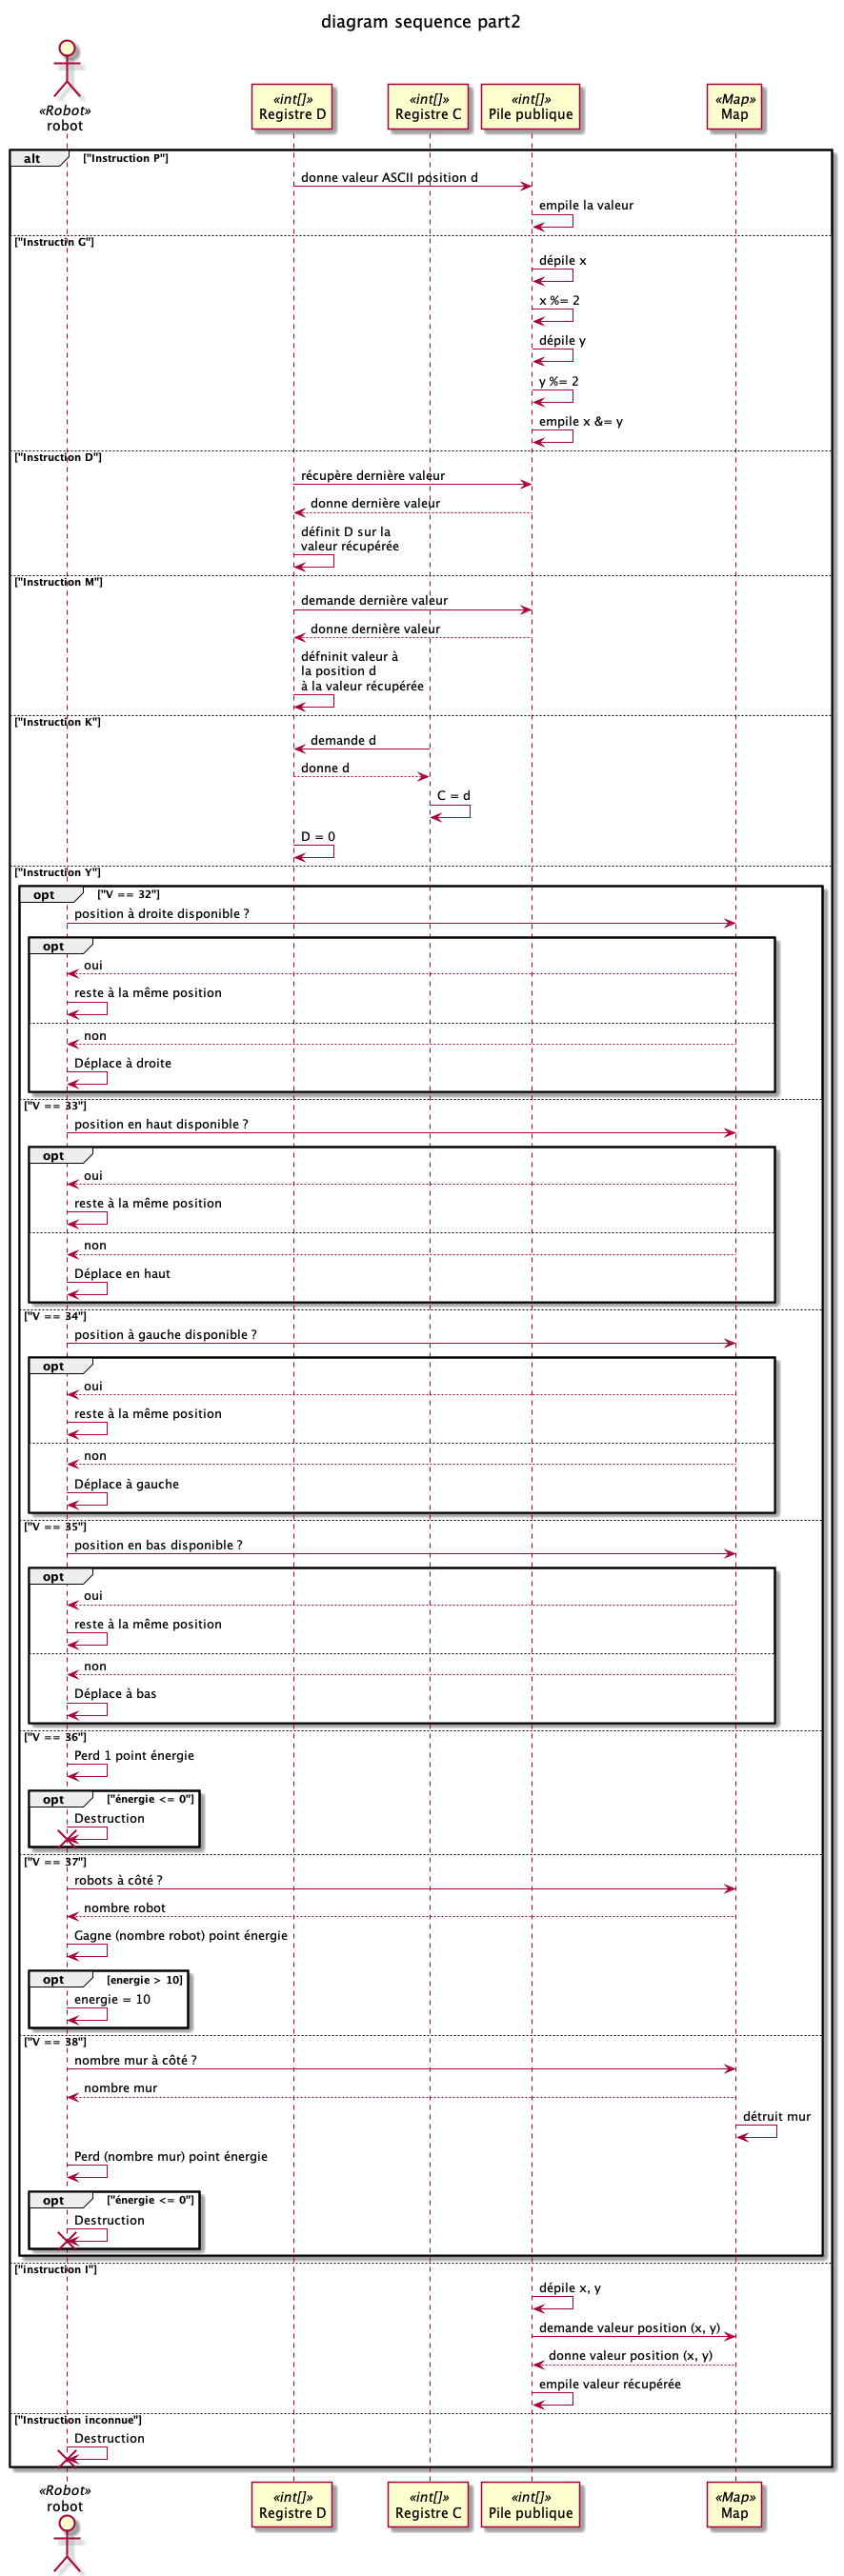 diagram sequence part2
«Robot»
robot
«int[]»
Registre D
«int[]»
Registre C
«int[]»
Pile publique
«Map»
Map
alt ["Instruction P"]
donne valeur ASCII position d
empile la valeur
["Instructin G"]
dépile x
x %= 2
dépile y
y %= 2
empile x &= y
["Instruction D"]
récupère dernière valeur
donne dernière valeur
définit D sur la
valeur récupérée
["Instruction M"]
demande dernière valeur
donne dernière valeur
défninit valeur à
la position d
à la valeur récupérée
["Instruction K"]
demande d
donne d
C = d
D = 0
["Instruction Y"]
opt ["V == 32"]
position à droite disponible ?
opt
oui
reste à la même position
non
Déplace à droite
["V == 33"]
position en haut disponible ?
opt
oui
reste à la même position
non
Déplace en haut
["V == 34"]
position à gauche disponible ?
opt
oui
reste à la même position
non
Déplace à gauche
["V == 35"]
position en bas disponible ?
opt
oui
reste à la même position
non
Déplace à bas
["V == 36"]
Perd 1 point énergie
opt ["énergie <= 0"]
Destruction
["V == 37"]
robots à côté ?
nombre robot
Gagne (nombre robot) point énergie
opt [energie > 10]
energie = 10
["V == 38"]
nombre mur à côté ?
nombre mur
détruit mur
Perd (nombre mur) point énergie
opt ["énergie <= 0"]
Destruction
["instruction I"]
dépile x, y
demande valeur position (x, y)
donne valeur position (x, y)
empile valeur récupérée
["Instruction inconnue"]
Destruction
«Robot»
robot
«int[]»
Registre D
«int[]»
Registre C
«int[]»
Pile publique
«Map»
Map